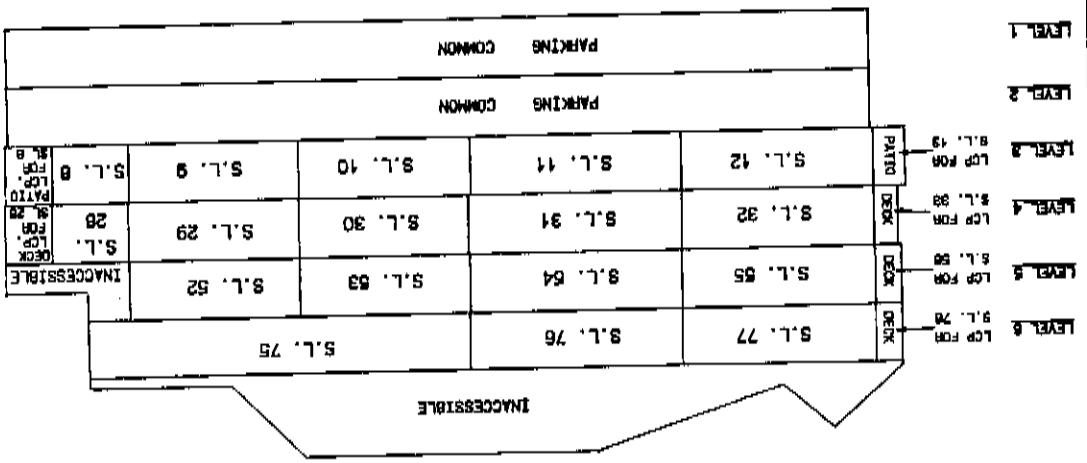 INACCESSIBLE
LEVEL 6
LCP FOR
S.L. 78
DECK
S.L. 77
S.L. 76
S.L. 75
LEVEL 5
LCP FOR
S.L. 56
DECK
S.L. 55
S.L. 54
S.L. 53
S.L. 52
INACCESSIBLE
LEVEL 4
LCP FOR
S.L. 33
DECK
S.L. 32
S.L. 31
S.L. 30
S.L. 29
S.L.
28
DECK
LCP.
FOR
SL 28
LEVEL 3
LCP FOR
S.L. 13
PATIO
S.L. 12
S.L. 11
S.L. 10
S.L. 9
S.L. 8
PATIO
LCP.
FOR
SL 8
LEVEL 2
PARKING COMMON
LEVEL 1
PARKING COMMON